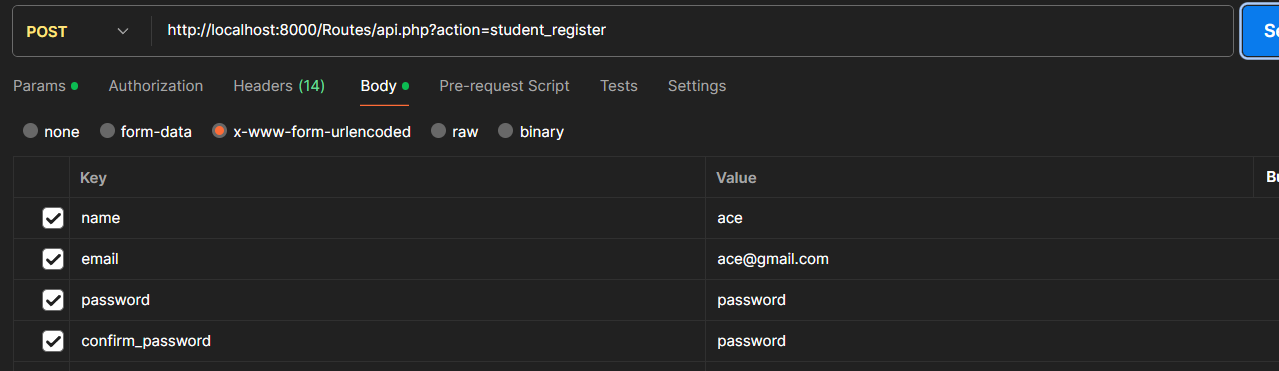 POST http://localhost:8000/Routes/api.php?action=student_register Se
Params Authorization Headers (14) Body Pre-request Script Tests Settings
none form-data x-www-form-urlencoded raw binary
Key Value Bu
name ace
email ace@gmail.com
password password
confirm_password password